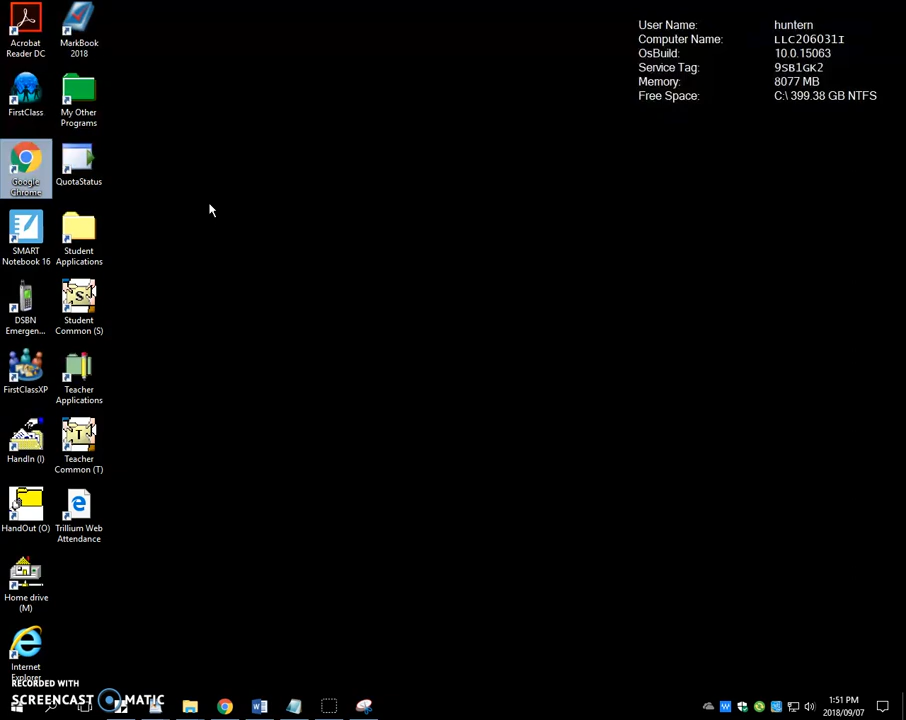 User Name: huntern
Computer Name: LLC206031I
OsBuild: 10.0.15063
Service Tag: 9SB1GK2
Memory: 8077 MB
Free Space: C:\ 399.38 GB NTFS
Acrobat
Reader DC
MarkBook
2018
FirstClass
My Other
Programs
Google
Chrome
QuotaStatus
SMART
Notebook 16
Student
Applications
DSBN
Emergen...
Student
Common (S)
FirstClassXP
Teacher
Applications
HandIn (I)
Teacher
Common (T)
HandOut (O)
Trillium Web
Attendance
Home drive
(M)
Internet
Explorer
RECORDED WITH
SCREENCAST MATIC
1:51 PM
2018/09/07